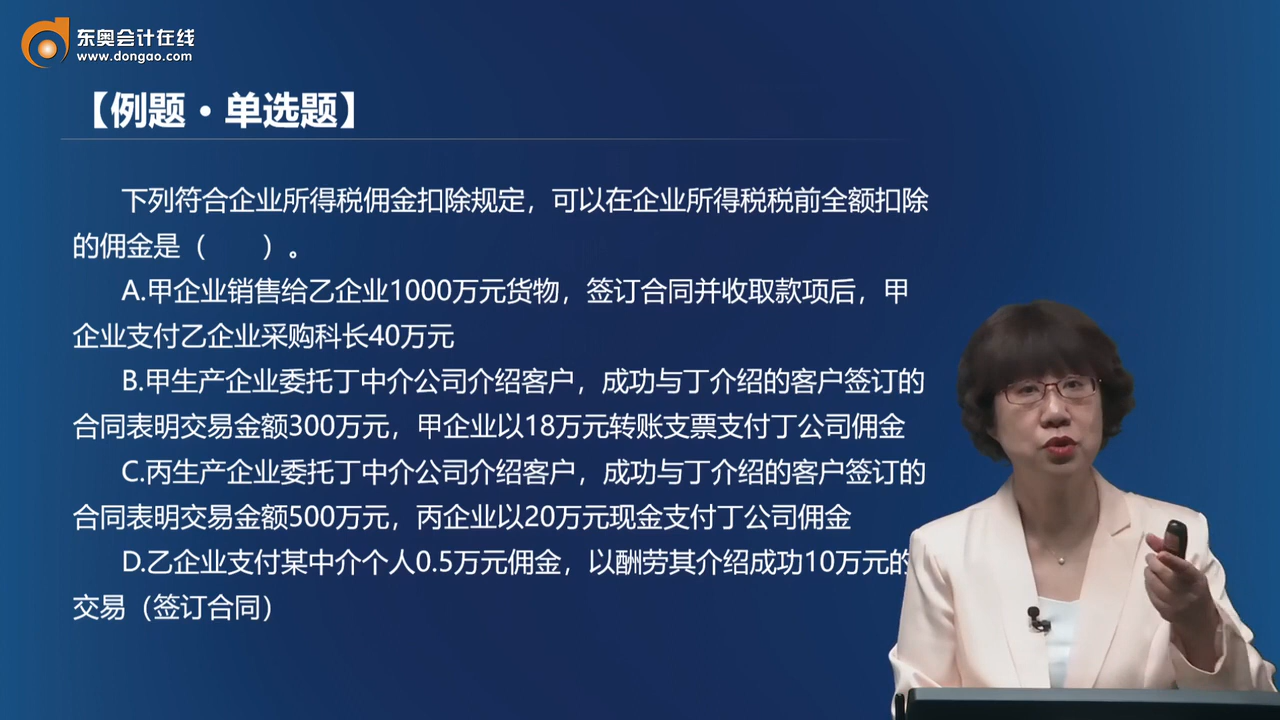 东奥会计在线
www.dongao.com
【例题·单选题】
下列符合企业所得税佣金扣除规定，可以在企业所得税税前全额扣除
的佣金是（　　）。
A.甲企业销售给乙企业1000万元货物，签订合同并收取款项后，甲
企业支付乙企业采购科长40万元
B.甲生产企业委托丁中介公司介绍客户，成功与丁介绍的客户签订的
合同表明交易金额300万元，甲企业以18万元转账支票支付丁公司佣金
C.丙生产企业委托丁中介公司介绍客户，成功与丁介绍的客户签订的
合同表明交易金额500万元，丙企业以20万元现金支付丁公司佣金
D.乙企业支付某中介个人0.5万元佣金，以酬劳其介绍成功10万元的
交易（签订合同）